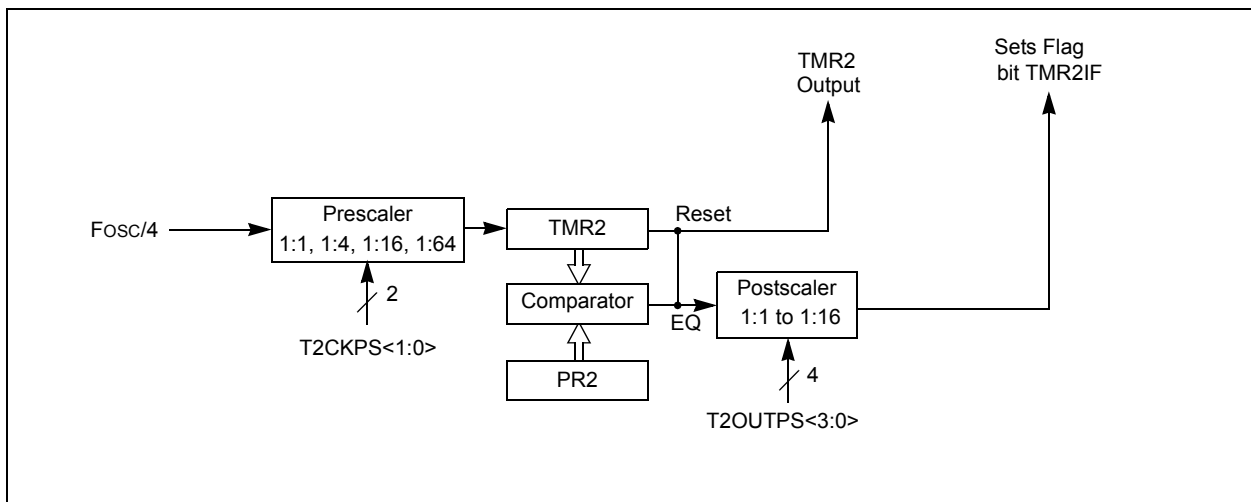 TMR2
Output
Sets Flag
bit TMR2IF
Fosc/4
Prescaler
1:1, 1:4, 1:16, 1:64
2
T2CKPS<1:0>
TMR2
Reset
Comparator
EQ
PR2
Postscaler
1:1 to 1:16
4
T2OUTPS<3:0>